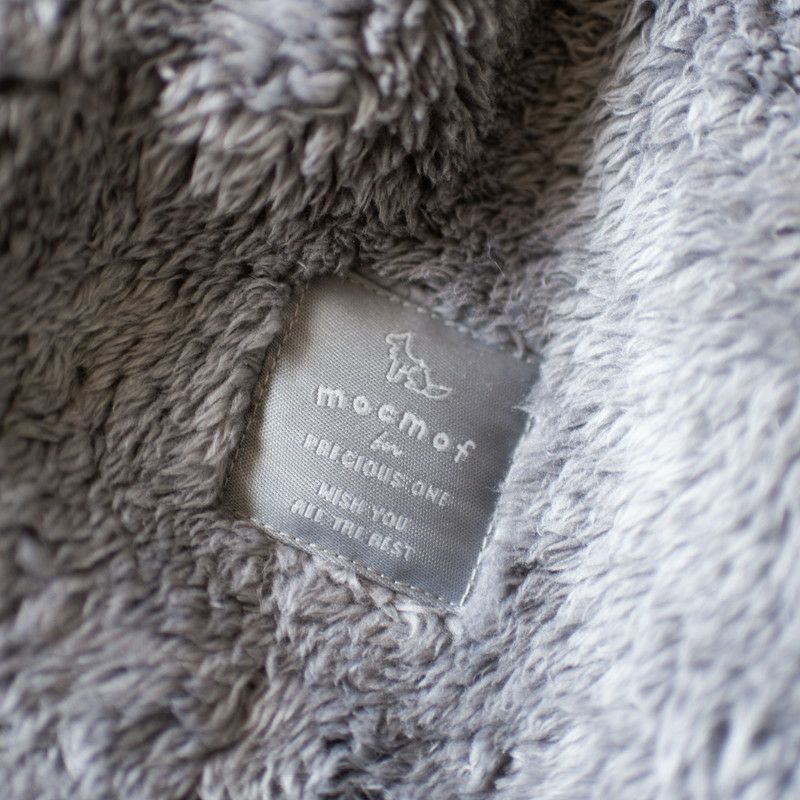 mocmof
for
PRECIOUS ONE
WISH YOU
ALL THE BEST